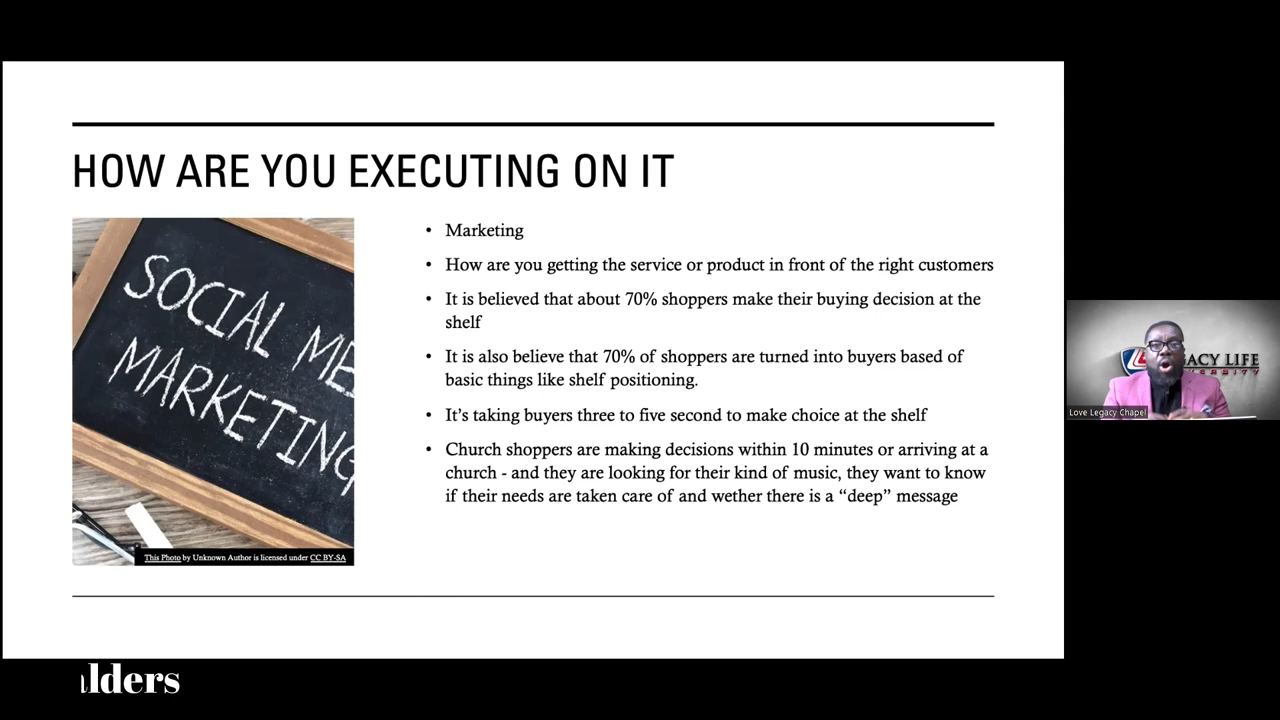 HOW ARE YOU EXECUTING ON IT
SOCIAL ME
MARKETING
This Photo by Unknown Author is licensed under CC BY-SA
• Marketing
• How are you getting the service or product in front of the right customers
• It is believed that about 70% shoppers make their buying decision at the
shelf
• It is also believe that 70% of shoppers are turned into buyers based of
basic things like shelf positioning.
• It's taking buyers three to five second to make choice at the shelf
• Church shoppers are making decisions within 10 minutes or arriving at a
church - and they are looking for their kind of music, they want to know
if their needs are taken care of and wether there is a “deep” message
ACY LIFE
Love Legacy Chapel
alders